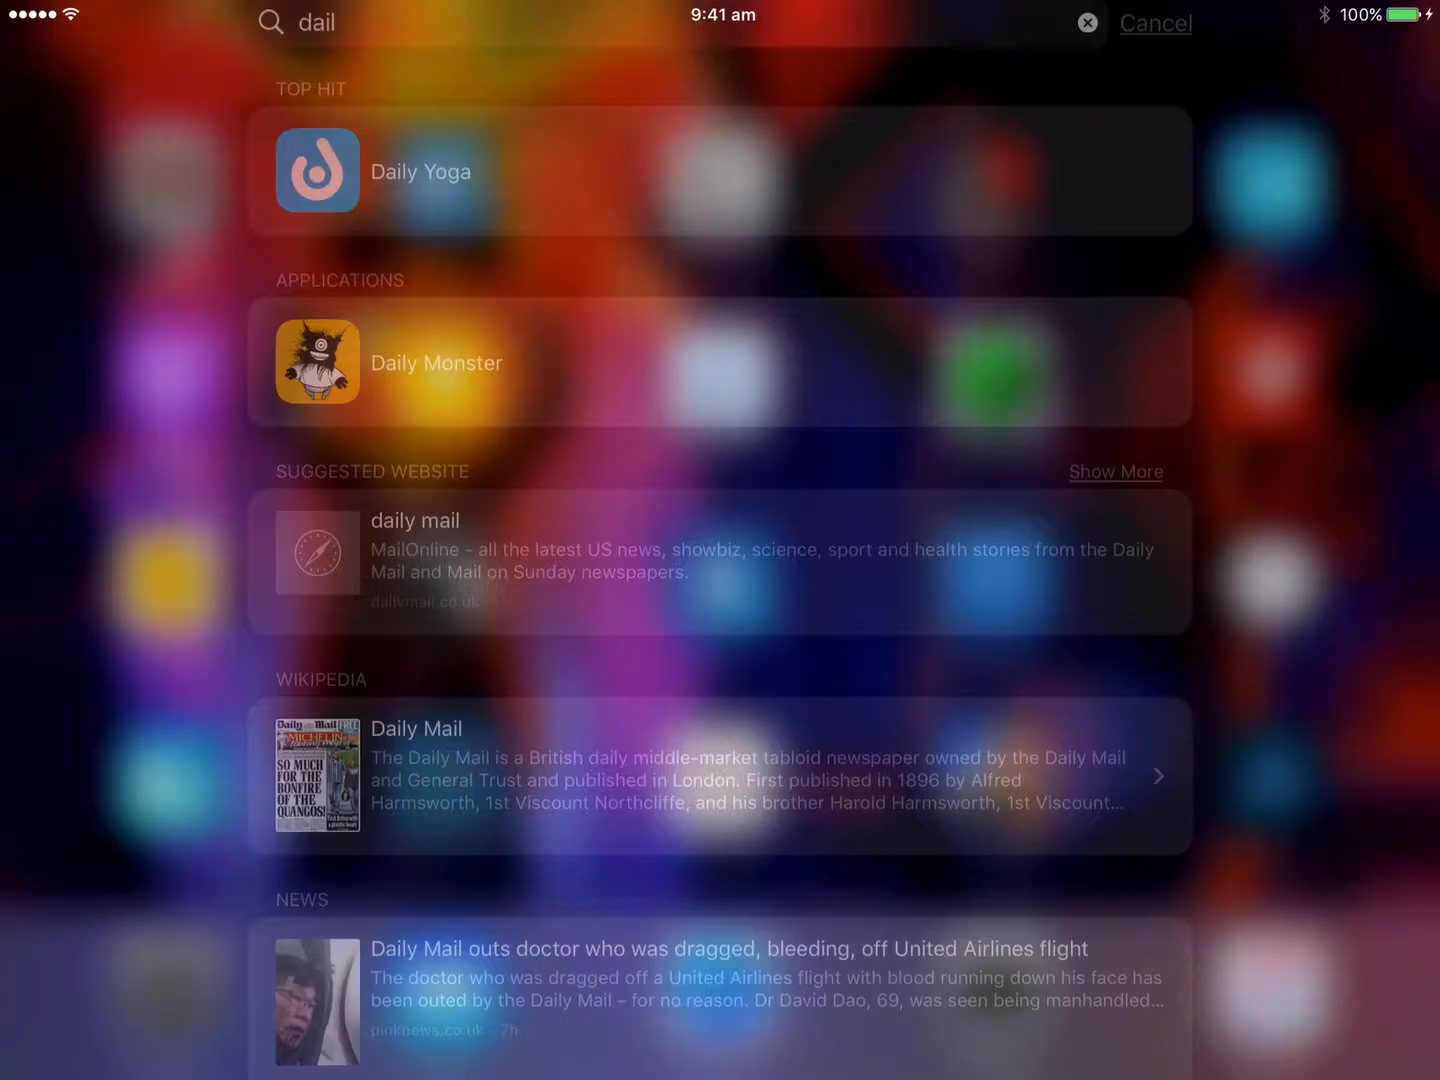 dail
9:41 am
100%
Cancel
TOP HIT
Daily Yoga
APPLICATIONS
Daily Monster
SUGGESTED WEBSITE
Show More
daily mail
MailOnline - all the latest US news, showbiz, science, sport and health stories from the Daily
Mail and Mail on Sunday newspapers.
dailymail.co.uk
WIKIPEDIA
Daily Mail FREE
MICHELIN
SO MUCH
FOR THE
BONFIRE
OF THE
QUANGOS!
Daily Mail
The Daily Mail is a British daily middle-market tabloid newspaper owned by the Daily Mail
and General Trust and published in London. First published in 1896 by Alfred
Harmsworth, 1st Viscount Northcliffe, and his brother Harold Harmsworth, 1st Viscount...
NEWS
Daily Mail outs doctor who was dragged, bleeding, off United Airlines flight
The doctor who was dragged off a United Airlines flight with blood running down his face has
been outed by the Daily Mail – for no reason. Dr David Dao, 69, was seen being manhandled...
pinknews.co.uk · 7h